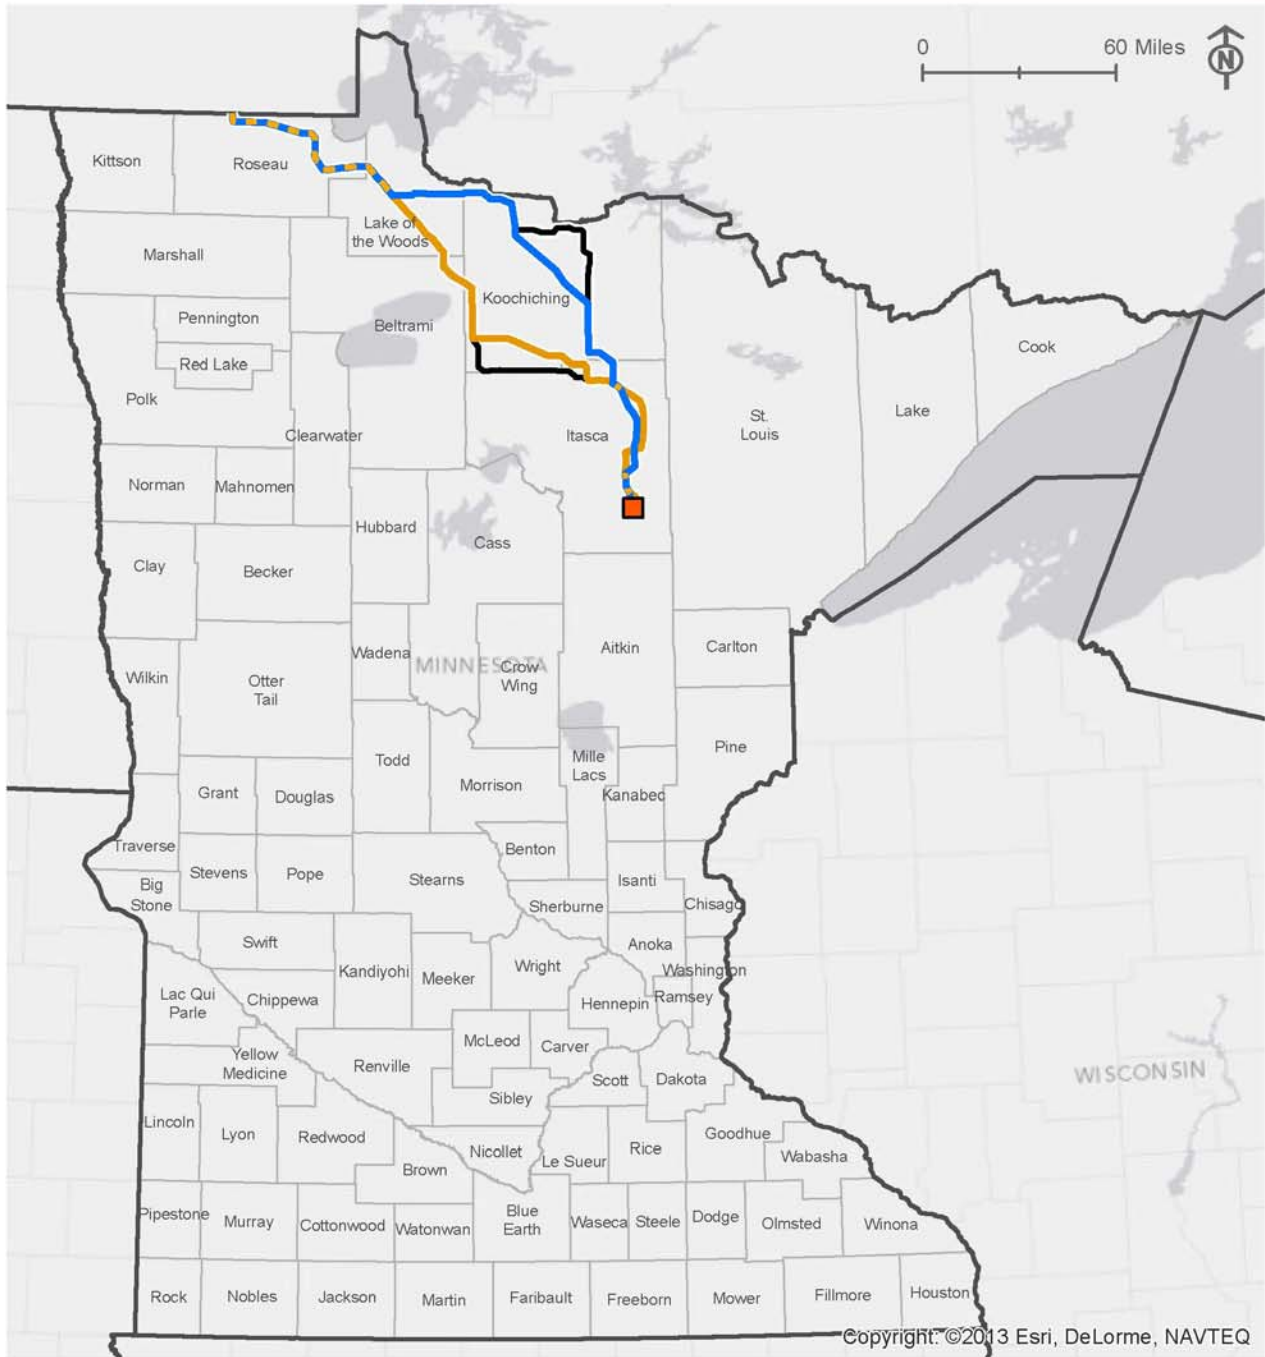 0 60 Miles
N
Kittson
Roseau
Lake of
the Woods
Marshall
Koochiching
Pennington
Beltrami
Red Lake
Cook
Polk
Lake
St.
Louis
Clearwater
Itasca
Norman
Mahnomen
Hubbard
Cass
Clay
Becker
Aitkin
Carlton
Wadena
MINNESOTA
Crow
Wing
Wilkin
Otter
Tail
Pine
Todd
Mille
Lacs
Morrison
Grant
Douglas
Kanabec
Traverse
Benton
Stevens
Pope
Stearns
Isanti
Big
Stone
Sherburne
Chisago
Swift
Anoka
Kandiyohi
Meeker
Wright
Washington
Lac Qui
Parle
Chippewa
Hennepin
Ramsey
McLeod
Carver
Yellow
Medicine
Renville
Scott
Dakota
WISCONSIN
Sibley
Lincoln
Lyon
Redwood
Goodhue
Nicollet
Le Sueur
Rice
Wabasha
Brown
Pipestone
Murray
Cottonwood
Watonwan
Blue
Earth
Waseca
Steele
Dodge
Olmsted
Winona
Rock
Nobles
Jackson
Martin
Faribault
Freeborn
Mower
Fillmore
Houston
Copyright: ©2013 Esri, DeLorme, NAVTEQ